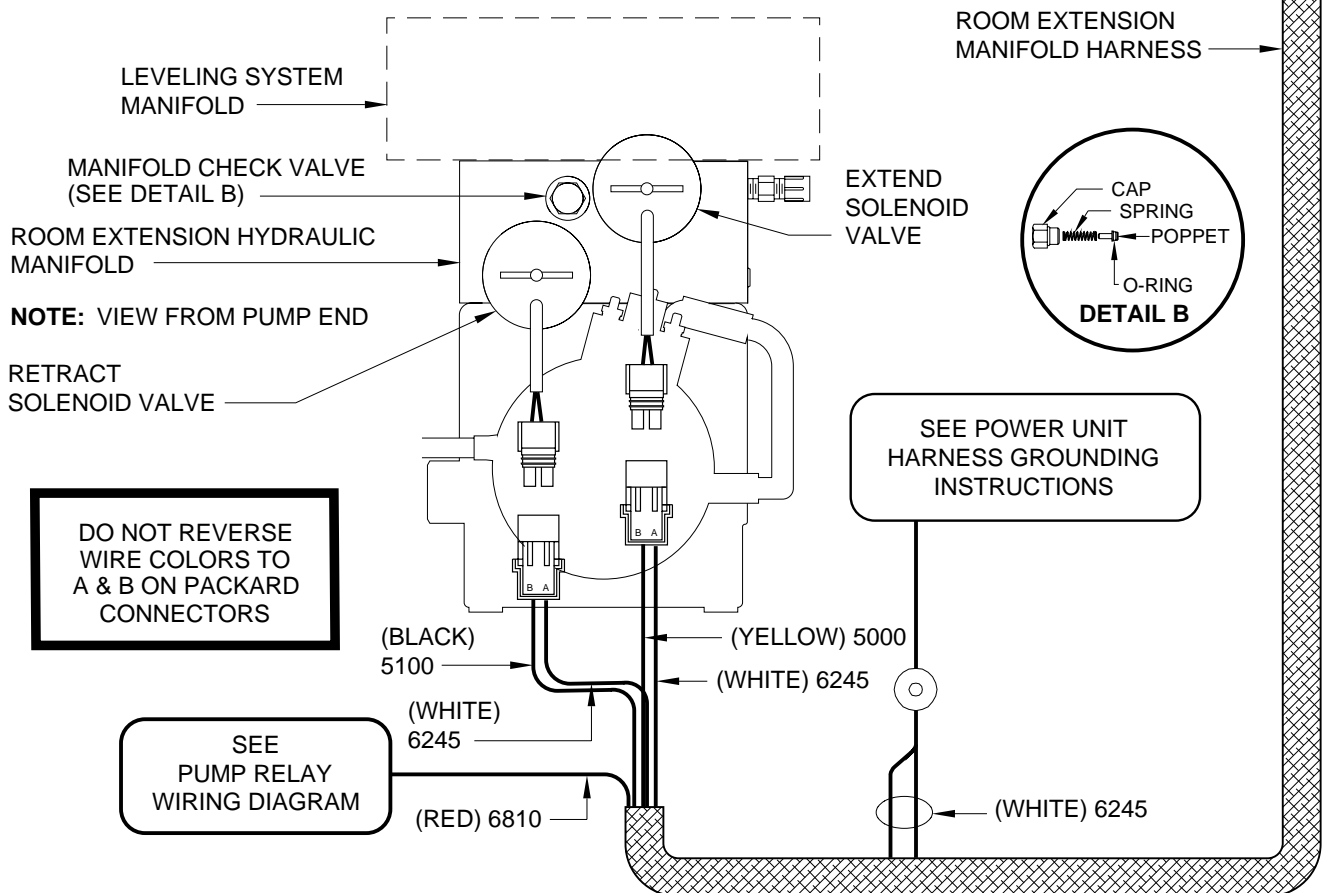 ROOM EXTENSION
MANIFOLD HARNESS
LEVELING SYSTEM
MANIFOLD
MANIFOLD CHECK VALVE
(SEE DETAIL B)
EXTEND
SOLENOID
VALVE
CAP
SPRING
POPPET
O-RING
DETAIL B
ROOM EXTENSION HYDRAULIC
MANIFOLD
NOTE: VIEW FROM PUMP END
RETRACT
SOLENOID VALVE
SEE POWER UNIT
HARNESS GROUNDING
INSTRUCTIONS
DO NOT REVERSE
WIRE COLORS TO
A & B ON PACKARD
CONNECTORS
B A
B A
(BLACK)
5100
(YELLOW) 5000
(WHITE) 6245
(WHITE)
6245
SEE
PUMP RELAY
WIRING DIAGRAM
(RED) 6810
(WHITE) 6245